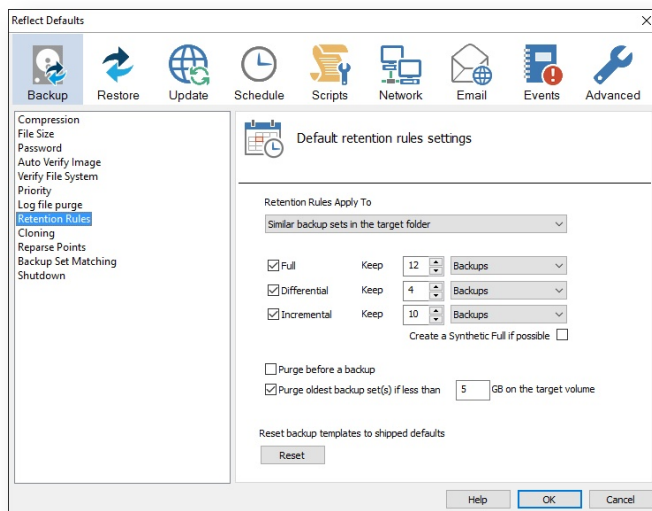 Reflect Defaults
Backup Restore Update Schedule Scripts Network Email Events Advanced
Compression
File Size
Password
Auto Verify Image
Verify File System
Priority
Log file purge
Retention Rules
Cloning
Reparse Points
Backup Set Matching
Shutdown
Default retention rules settings
Retention Rules Apply To
Similar backup sets in the target folder
Full Keep 12 Backups
Differential Keep 4 Backups
Incremental Keep 10 Backups
Create a Synthetic Full if possible
Purge before a backup
Purge oldest backup set(s) if less than 5 GB on the target volume
Reset backup templates to shipped defaults
Reset
Help OK Cancel